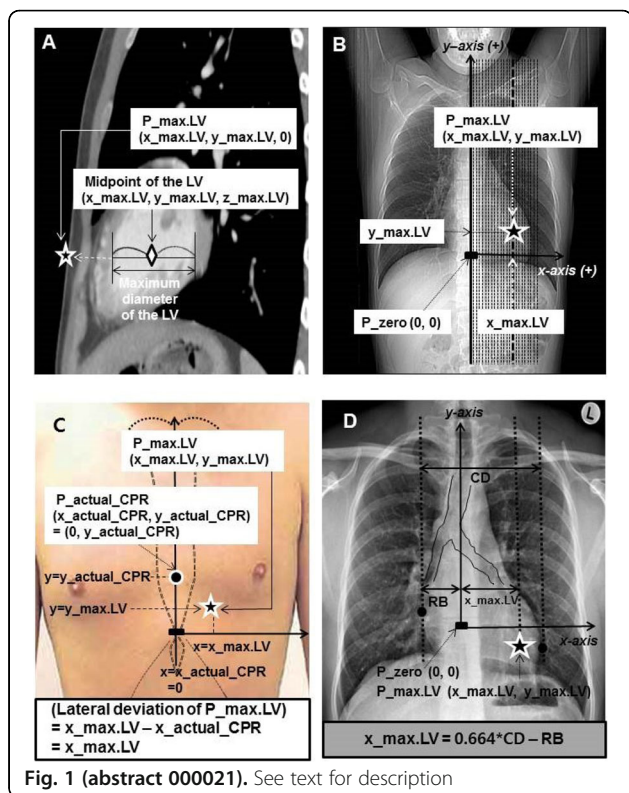 A
P_max.LV
(x_max.LV, y_max.LV, 0)
Midpoint of the LV
(x_max.LV, y_max.LV, z_max.LV)
Maximum
diameter
of the LV
B
y–axis (+)
P_max.LV
(x_max.LV, y_max.LV)
y_max.LV
x-axis (+)
P_zero (0, 0)
x_max.LV
C
P_max.LV
(x_max.LV, y_max.LV)
P_actual_CPR
(x_actual_CPR, y_actual_CPR)
= (0, y_actual_CPR)
y=y_actual_CPR
y=y_max.LV
x=x_max.LV
x=x_actual_CPR
=0
(Lateral deviation of P_max.LV)
= x_max.LV – x_actual_CPR
= x_max.LV
D
y-axis
L
CD
RB
x_max.LV
x-axis
P_zero (0, 0)
P_max.LV (x_max.LV, y_max.LV)
x_max.LV = 0.664*CD – RB
Fig. 1 (abstract 000021). See text for description